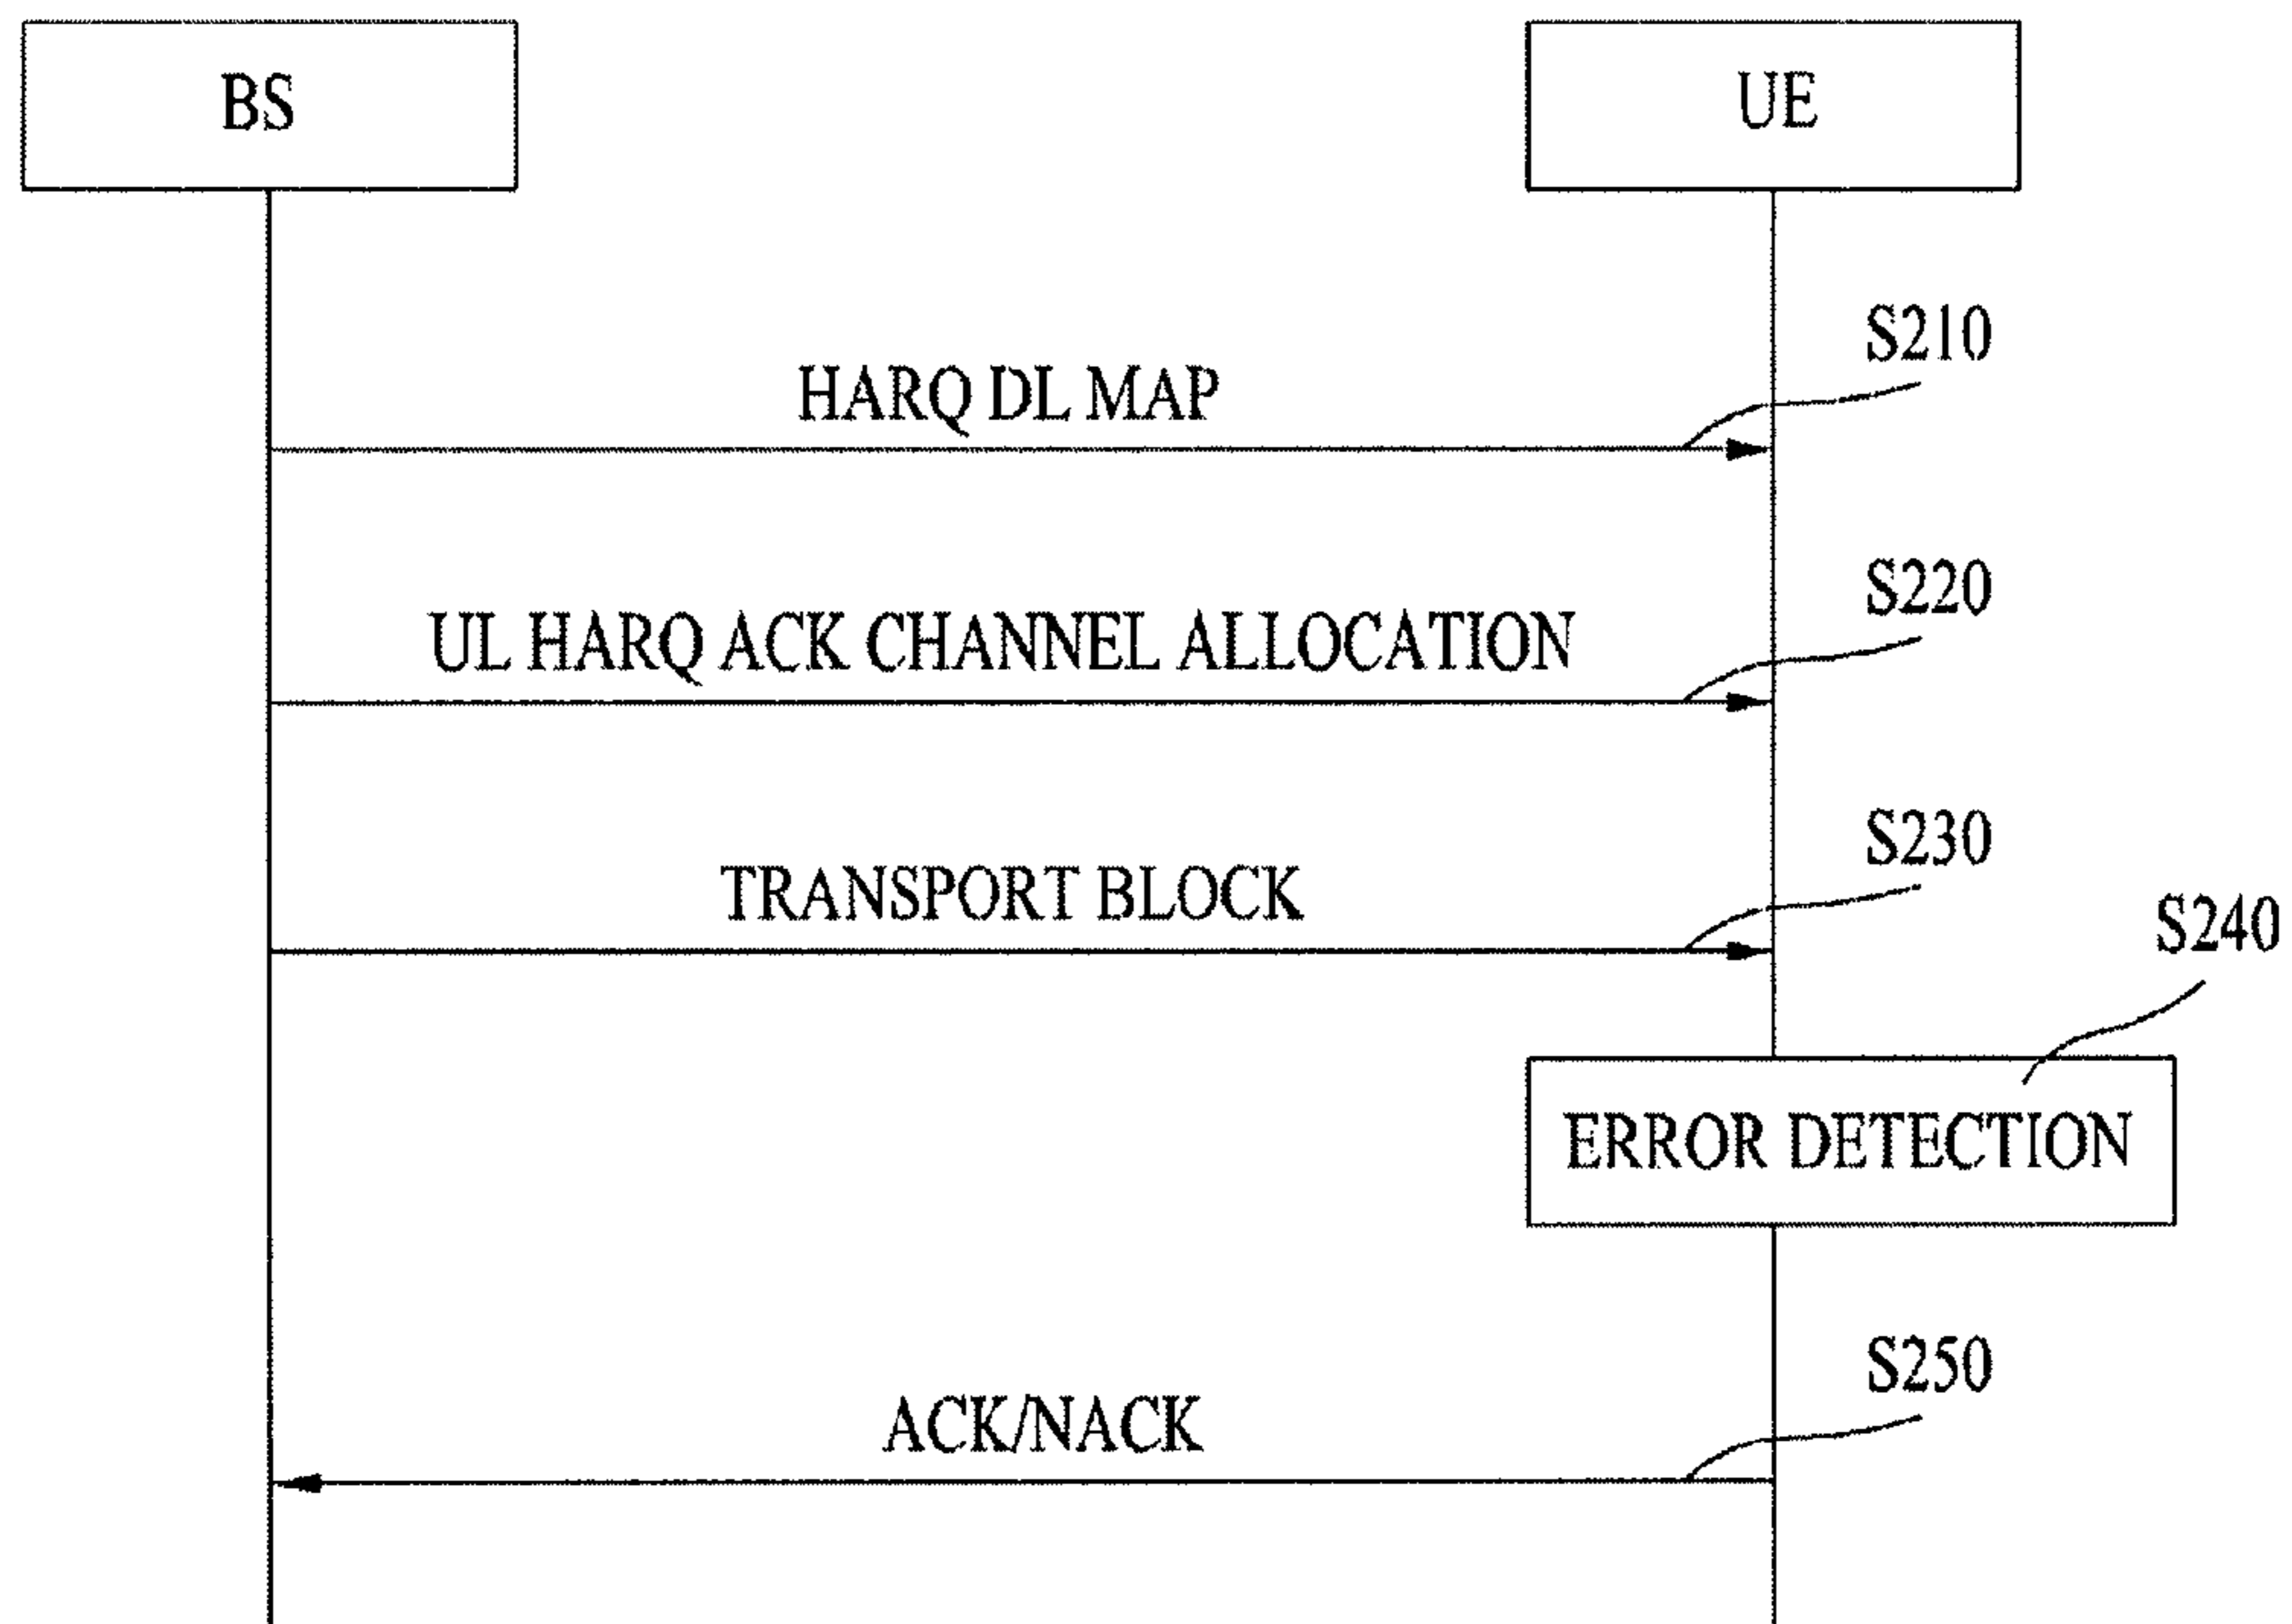 BS
UE
S210
HARQ DL MAP
S220
UL HARQ ACK CHANNEL ALLOCATION
S230
TRANSPORT BLOCK
S240
ERROR DETECTION
S250
ACK/NACK